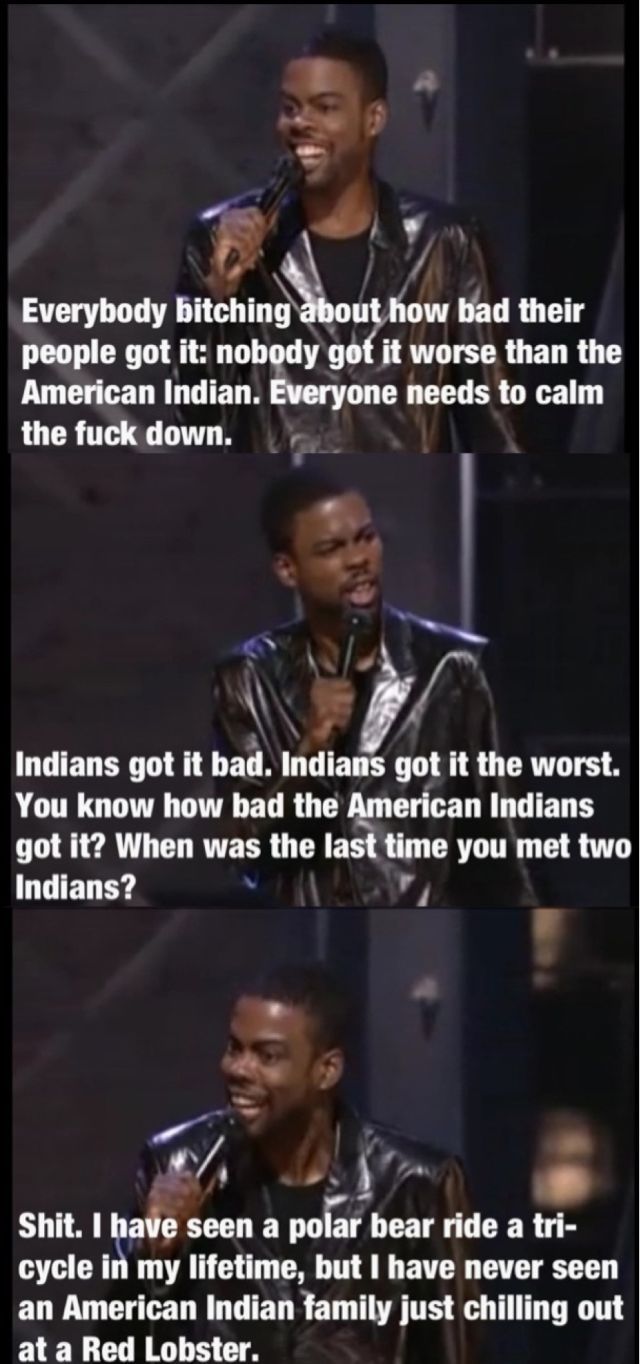 Everybody bitching about how bad their
people got it: nobody got it worse than the
American Indian. Everyone needs to calm
the fuck down.
Indians got it bad. Indians got it the worst.
You know how bad the American Indians
got it? When was the last time you met two
Indians?
Shit. I have seen a polar bear ride a tri-
cycle in my lifetime, but I have never seen
an American Indian family just chilling out
at a Red Lobster.